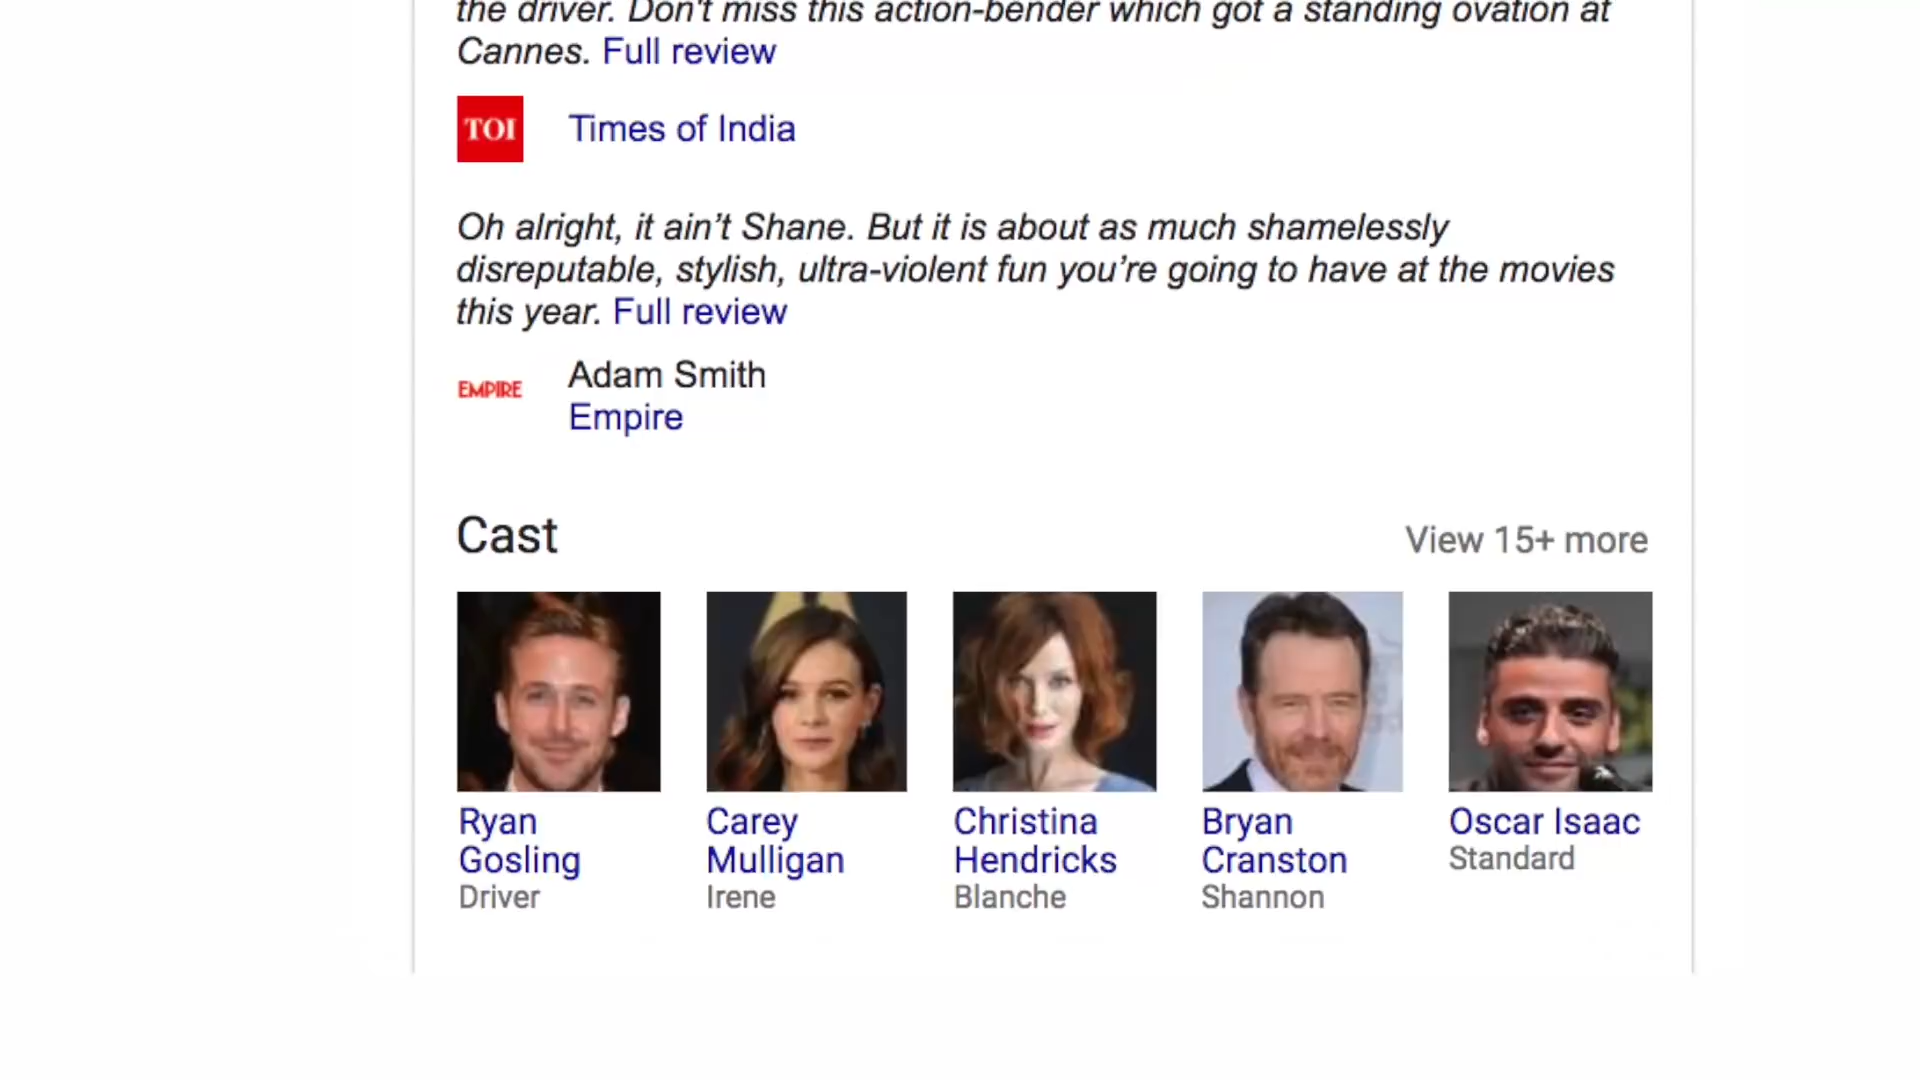 the driver. Don't miss this action-bender which got a standing ovation at
Cannes. Full review
TOI
Times of India
Oh alright, it ain’t Shane. But it is about as much shamelessly
disreputable, stylish, ultra-violent fun you’re going to have at the movies
this year. Full review
EMPIRE
Adam Smith
Empire
Cast
View 15+ more
Ryan
Gosling
Driver
Carey
Mulligan
Irene
Christina
Hendricks
Blanche
Bryan
Cranston
Shannon
Oscar Isaac
Standard